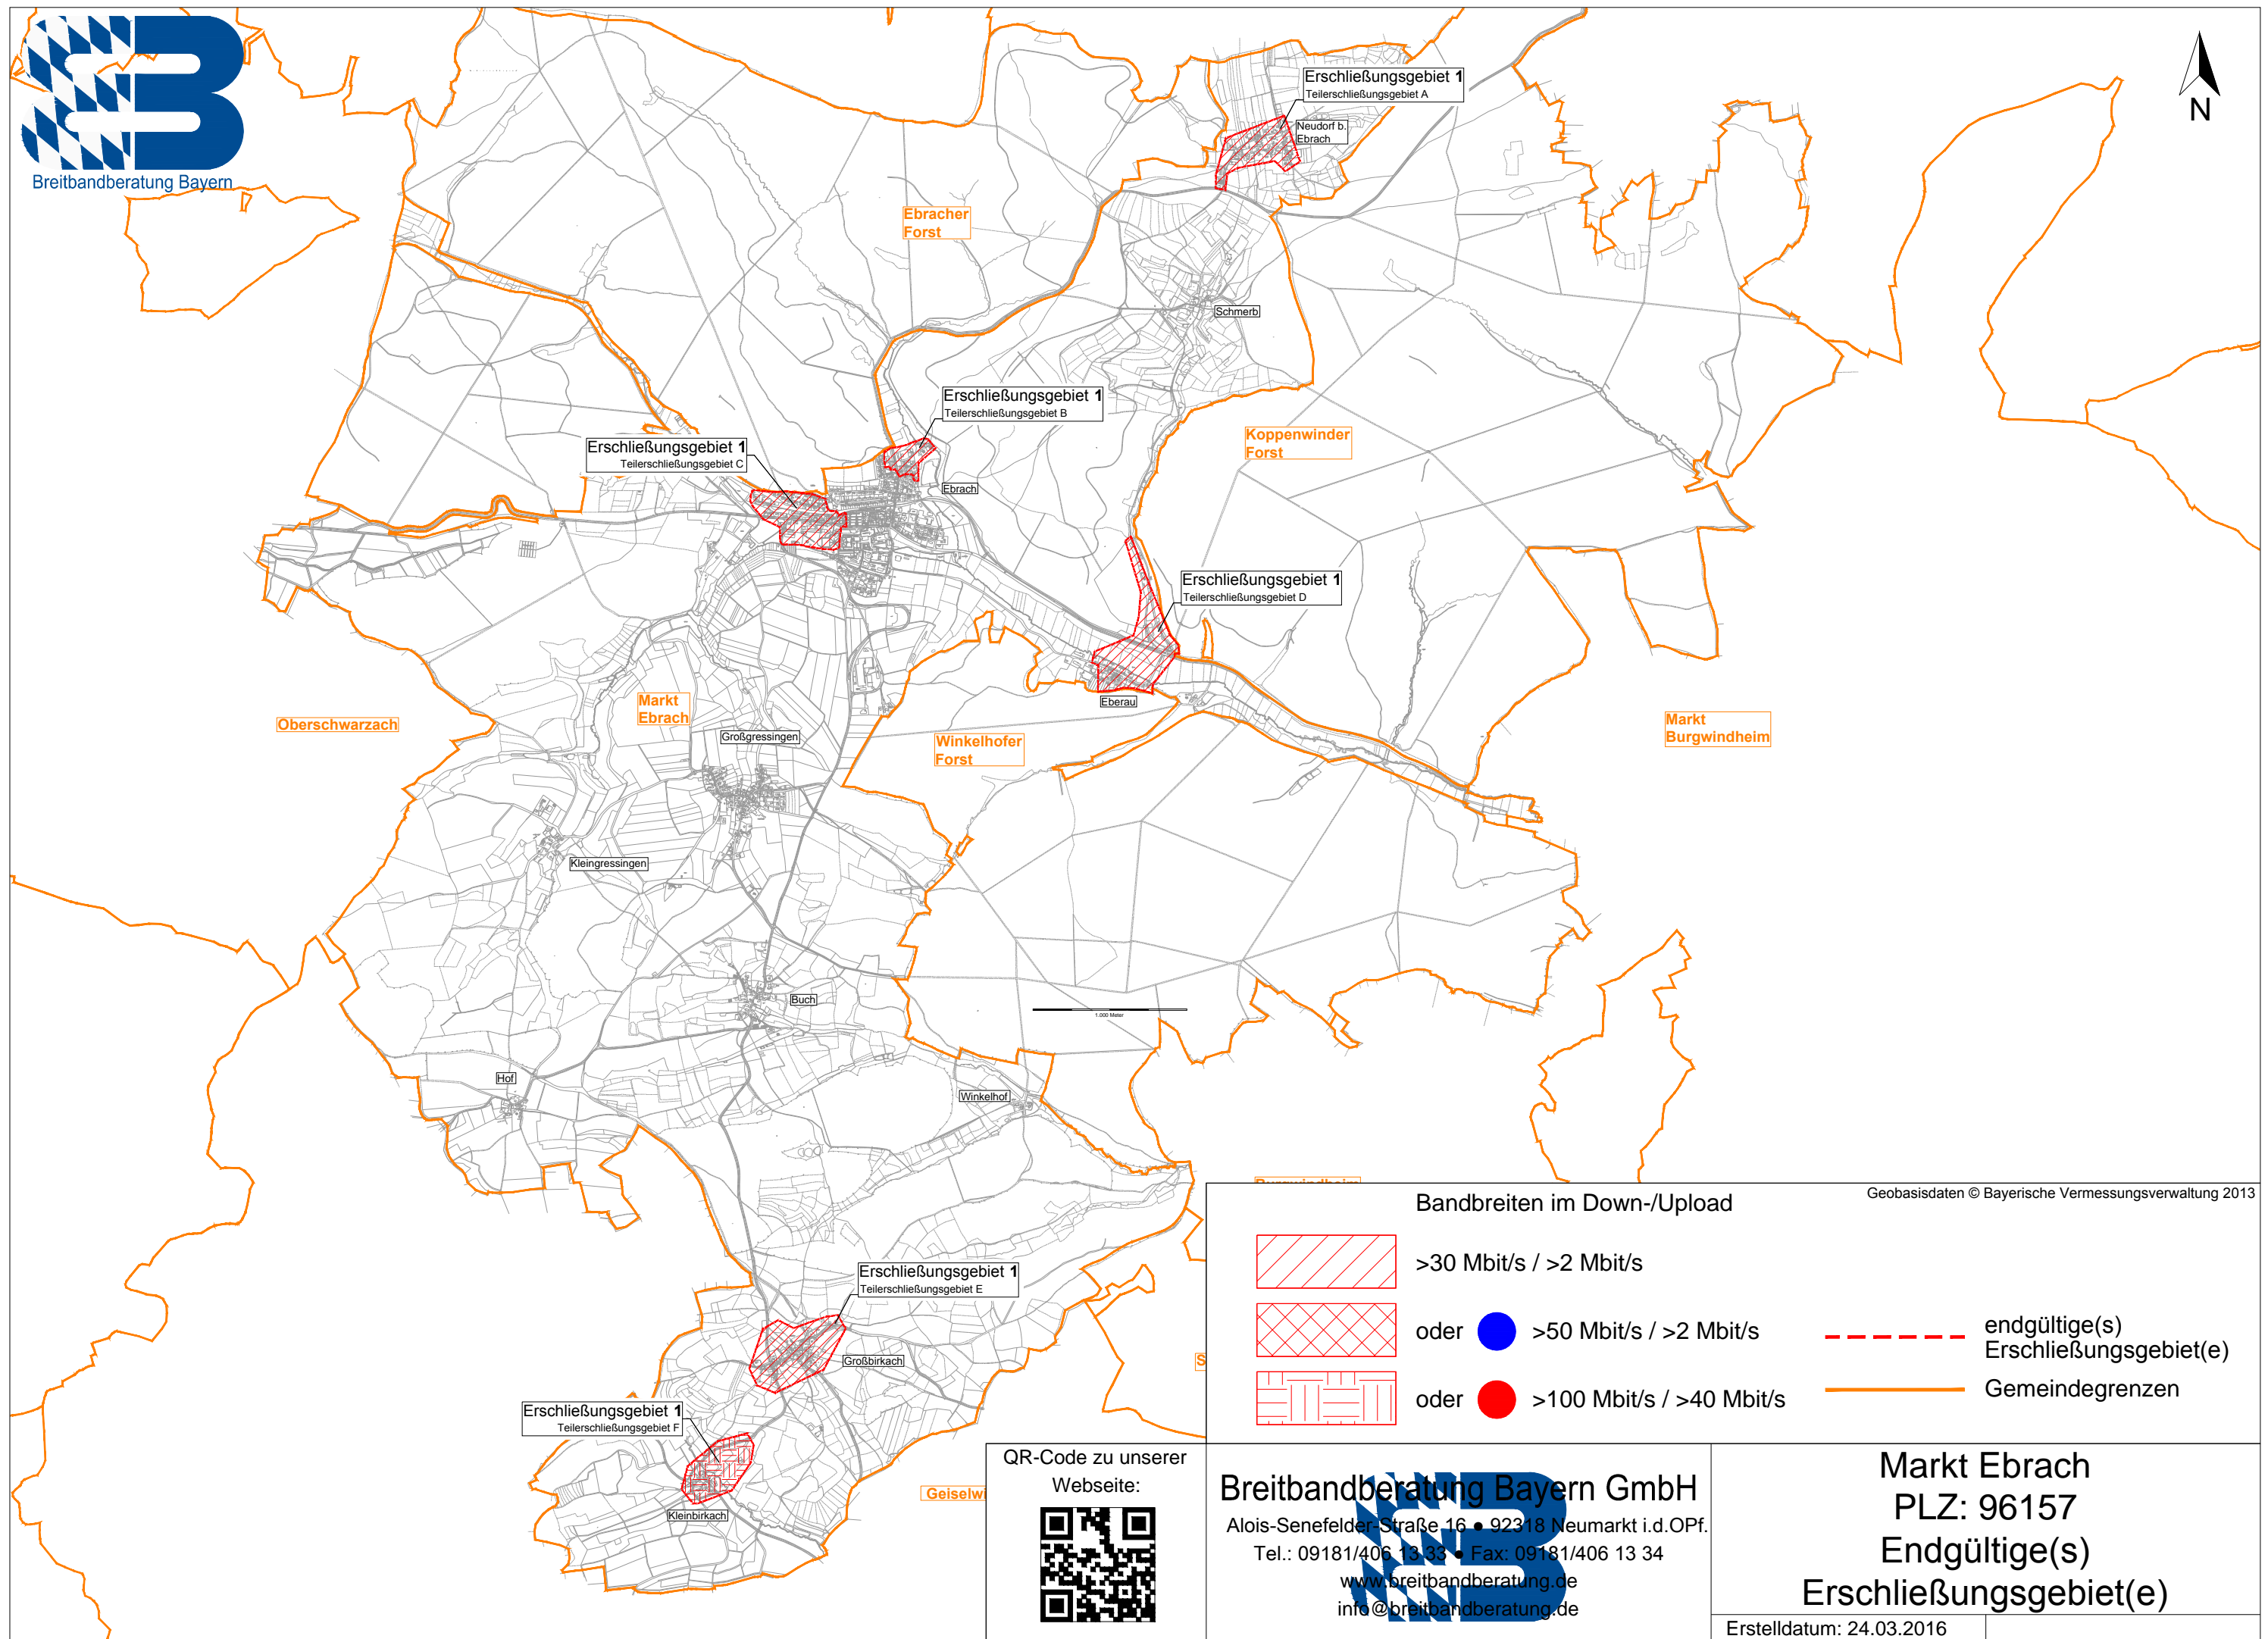 Breitbandberatung Bayern
N
Erschließungsgebiet 1
Teilerschließungsgebiet A
Neudorf b.
Ebrach
Ebracher
Forst
Schmerb
Erschließungsgebiet 1
Teilerschließungsgebiet B
Koppenwinder
Forst
Erschließungsgebiet 1
Teilerschließungsgebiet C
Ebrach
Erschließungsgebiet 1
Teilerschließungsgebiet D
Eberau
Markt
Ebrach
Oberschwarzach
Großgressingen
Winkelhofer
Forst
Markt
Burgwindheim
Kleingressingen
Buch
1.000 Meter
Hof
Winkelhof
Burgwindheim
Erschließungsgebiet 1
Teilerschließungsgebiet E
Großbirkach
S
Erschließungsgebiet 1
Teilerschließungsgebiet F
Kleinbirkach
Geiselwi
Bandbreiten im Down-/Upload
Geobasisdaten © Bayerische Vermessungsverwaltung 2013
>30 Mbit/s / >2 Mbit/s
oder >50 Mbit/s / >2 Mbit/s
oder >100 Mbit/s / >40 Mbit/s
endgültige(s)
Erschließungsgebiet(e)
Gemeindegrenzen
QR-Code zu unserer
Webseite:
Breitbandberatung Bayern GmbH
Alois-Senefelder-Straße 16 ● 92318 Neumarkt i.d.OPf.
Tel.: 09181/406 13 33 ● Fax: 09181/406 13 34
www.breitbandberatung.de
info@breitbandberatung.de
Markt Ebrach
PLZ: 96157
Endgültige(s)
Erschließungsgebiet(e)
Erstelldatum: 24.03.2016